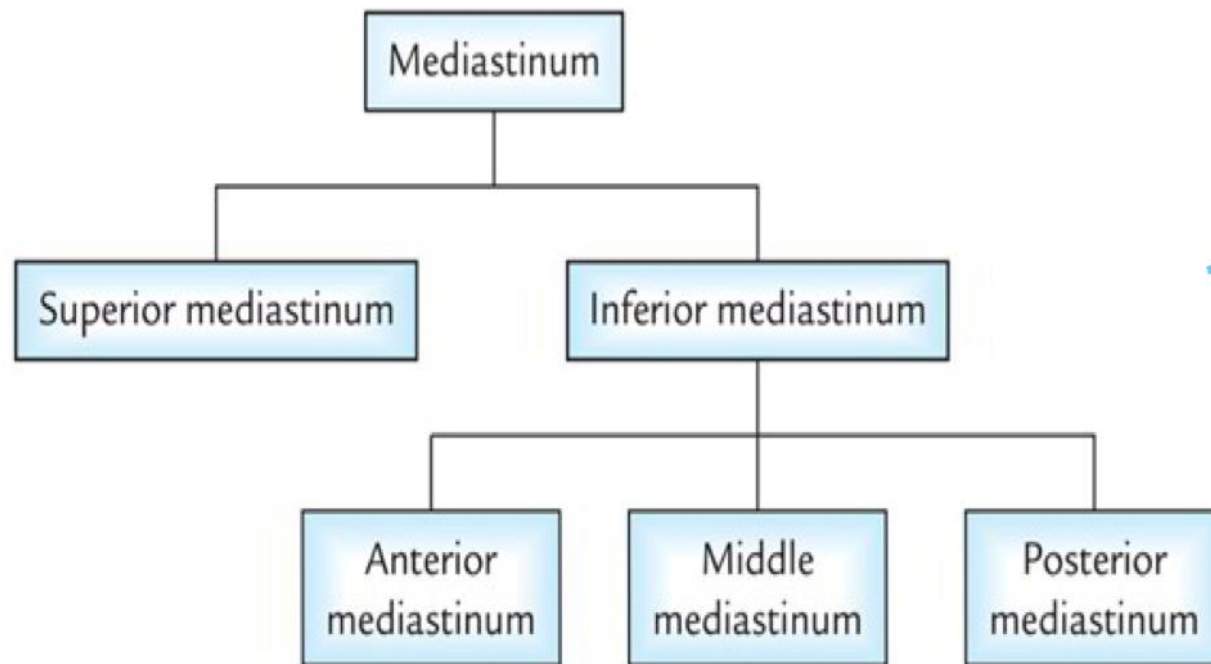 Mediastinum
Superior mediastinum
Inferior mediastinum
Anterior
mediastinum
Middle
mediastinum
Posterior
mediastinum